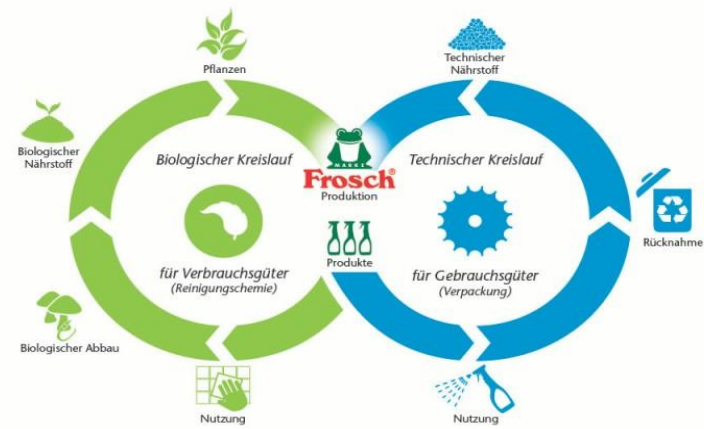 Pflanzen
Technischer
Nährstoff
Biologischer
Nährstoff
Biologischer Kreislauf
Technischer Kreislauf
MARKE
Frosch®
Produktion
Rücknahme
Produkte
für Verbrauchsgüter
(Reinigungschemie)
für Gebrauchsgüter
(Verpackung)
Biologischer Abbau
Nutzung
Nutzung